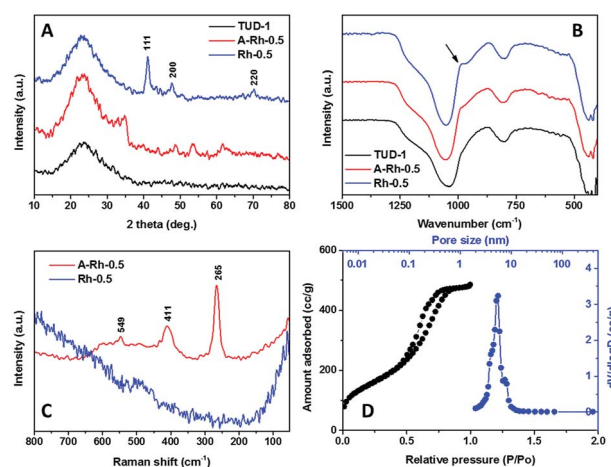 A
TUD-1
A-Rh-0.5
Rh-0.5
111
200
220
Intensity (a.u.)
10 20 30 40 50 60 70 80
2 theta (deg.)
B
TUD-1
A-Rh-0.5
Rh-0.5
Intensity (a.u.)
1500 1000 500
Wavenumber (cm-1)
C
A-Rh-0.5
Rh-0.5
549
411
265
Intensity (a.u.)
800 700 600 500 400 300 200 100
Raman shift (cm-1)
D
Pore size (nm)
0.01 0.1 1 10 100
Amount adsorbed (cc/g)
600
500
400
300
200
100
0
4
3
2
1
0
0.0 0.5 1.0 1.5 2.0
Relative pressure (P/Po)